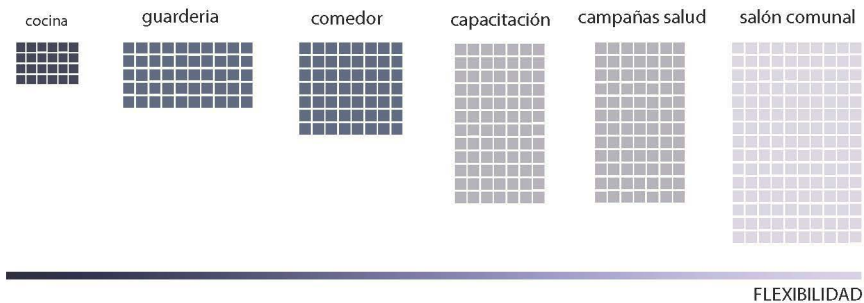 cocina
guarderia
comedor
capacitación
campañas salud
salón comunal
FLEXIBILIDAD